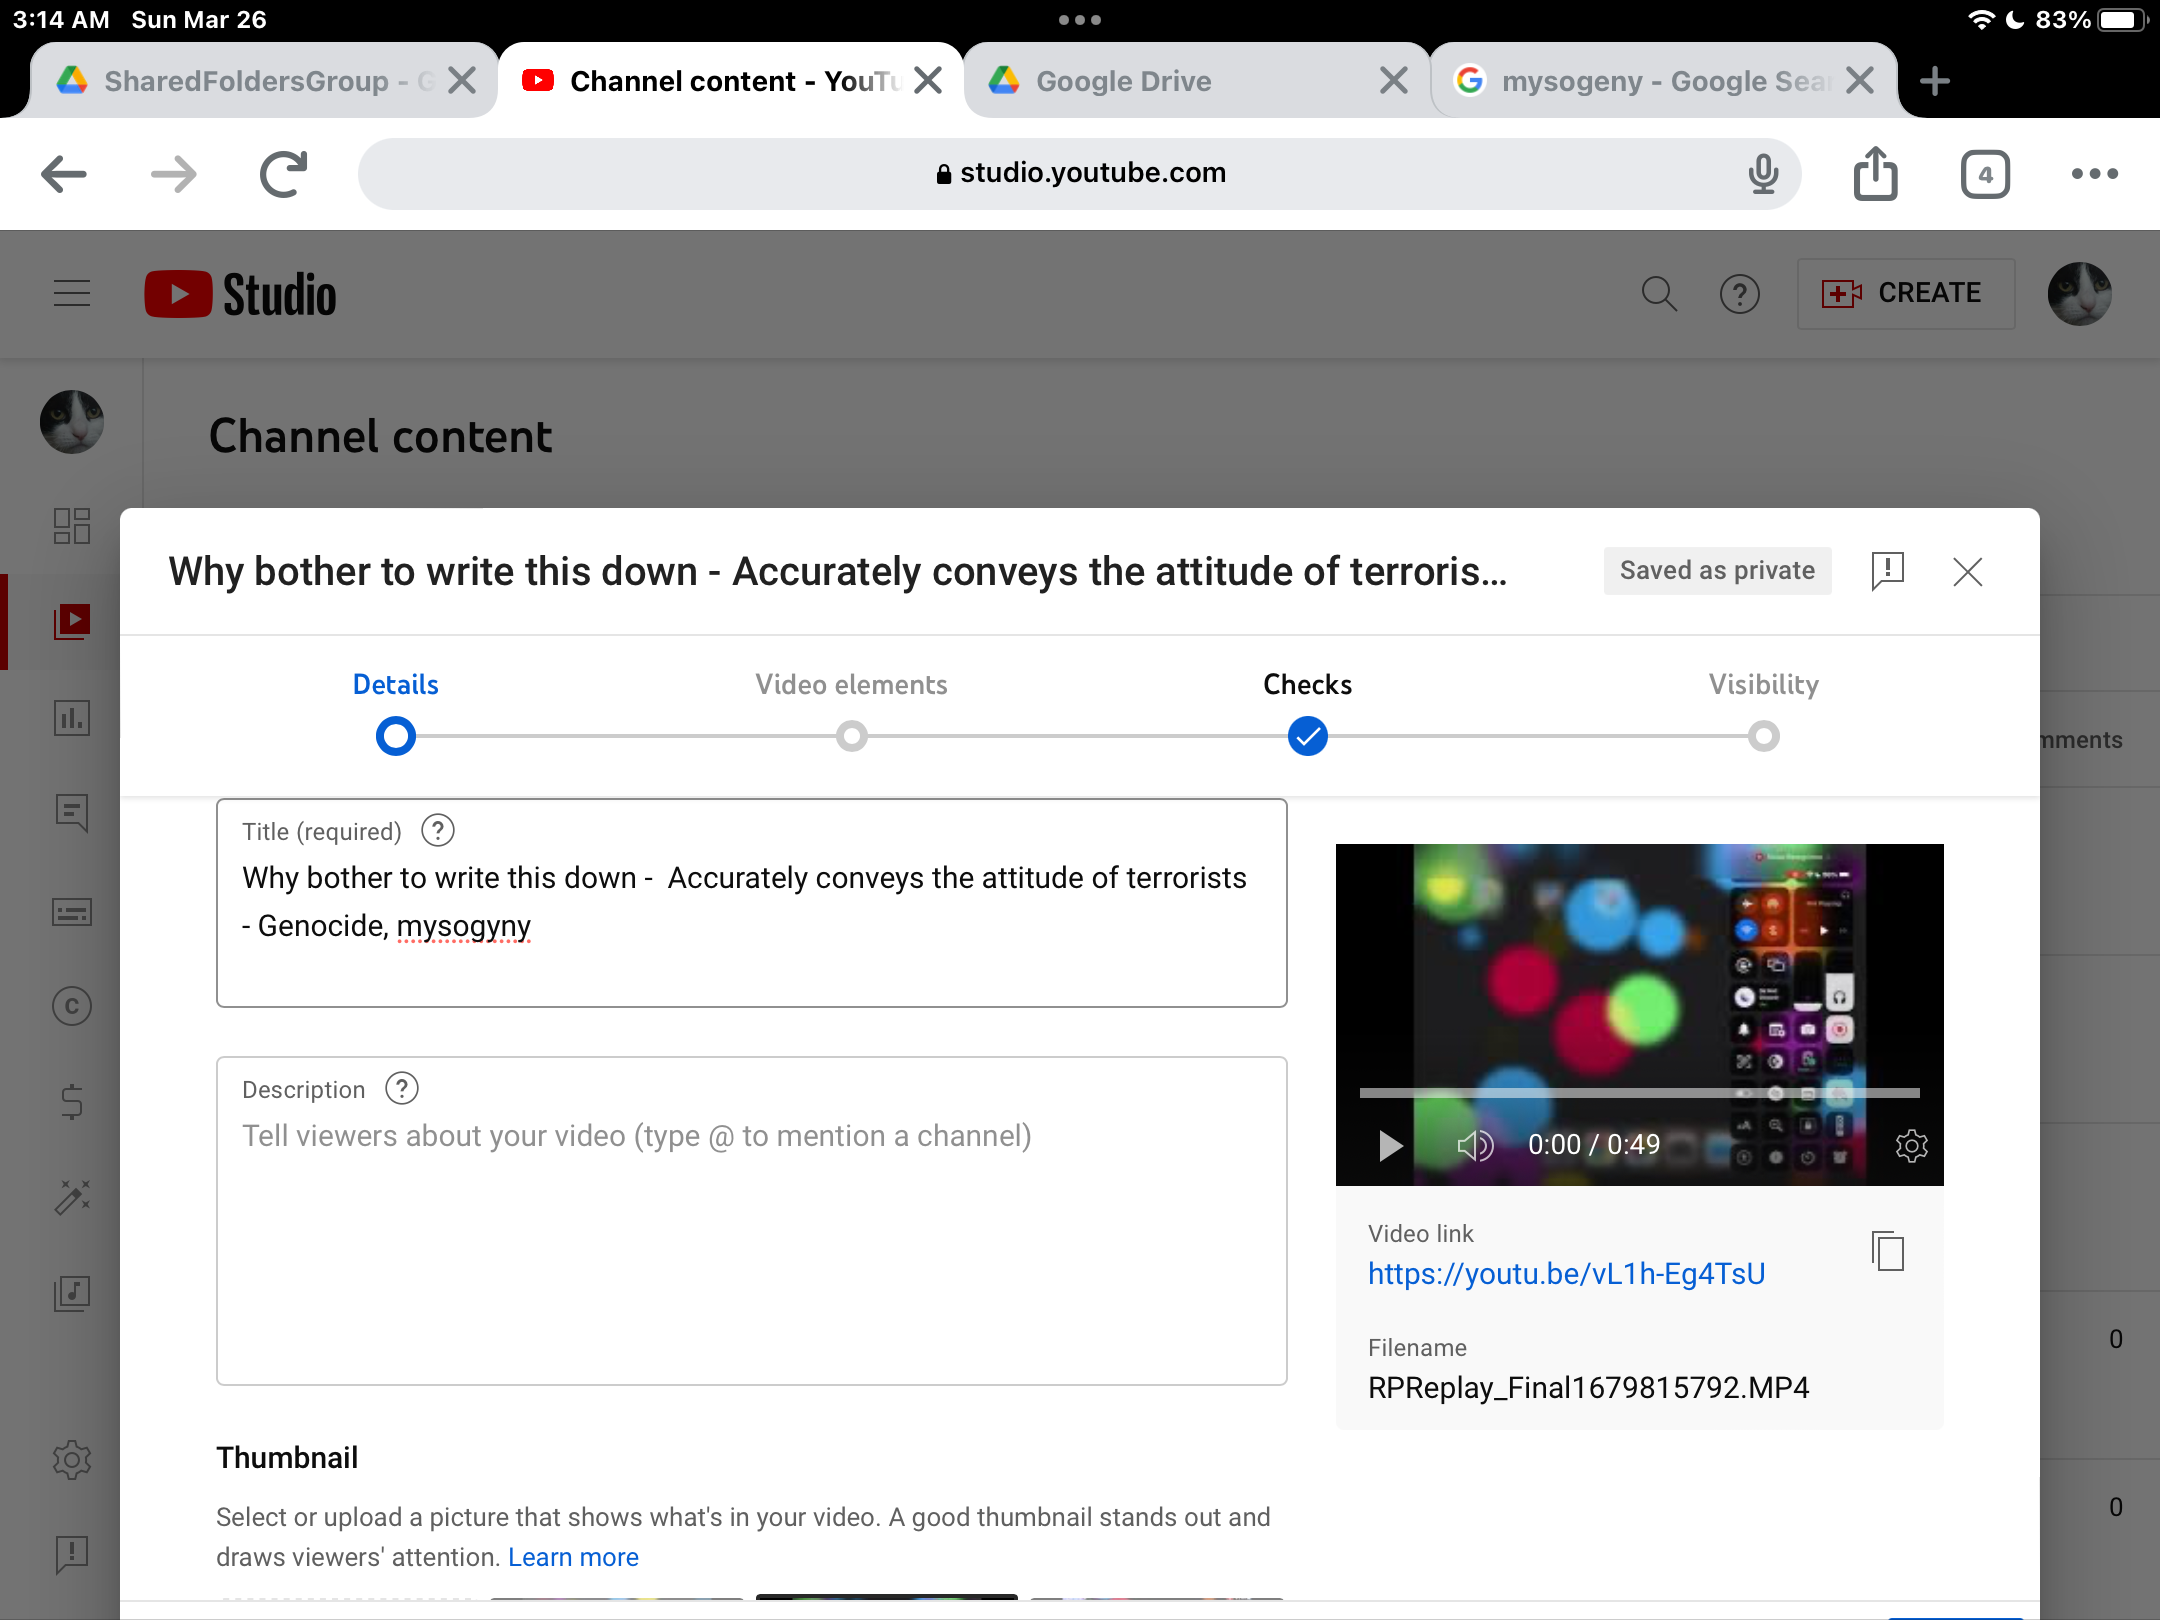 3:14 AM Sun Mar 26
83%
SharedFoldersGroup - G
Channel content - YouTu
Google Drive
mysogeny - Google Sear
studio.youtube.com
4
Studio
CREATE
Channel content
Why bother to write this down - Accurately conveys the attitude of terroris...
Saved as private
Details
Video elements
Checks
Visibility
mments
Title (required)
Why bother to write this down -  Accurately conveys the attitude of terrorists
- Genocide, mysogyny
Description
Tell viewers about your video (type @ to mention a channel)
0:00 / 0:49
Video link
https://youtu.be/vL1h-Eg4TsU
Filename
RPReplay_Final1679815792.MP4
0
0
Thumbnail
Select or upload a picture that shows what's in your video. A good thumbnail stands out and
draws viewers' attention. Learn more